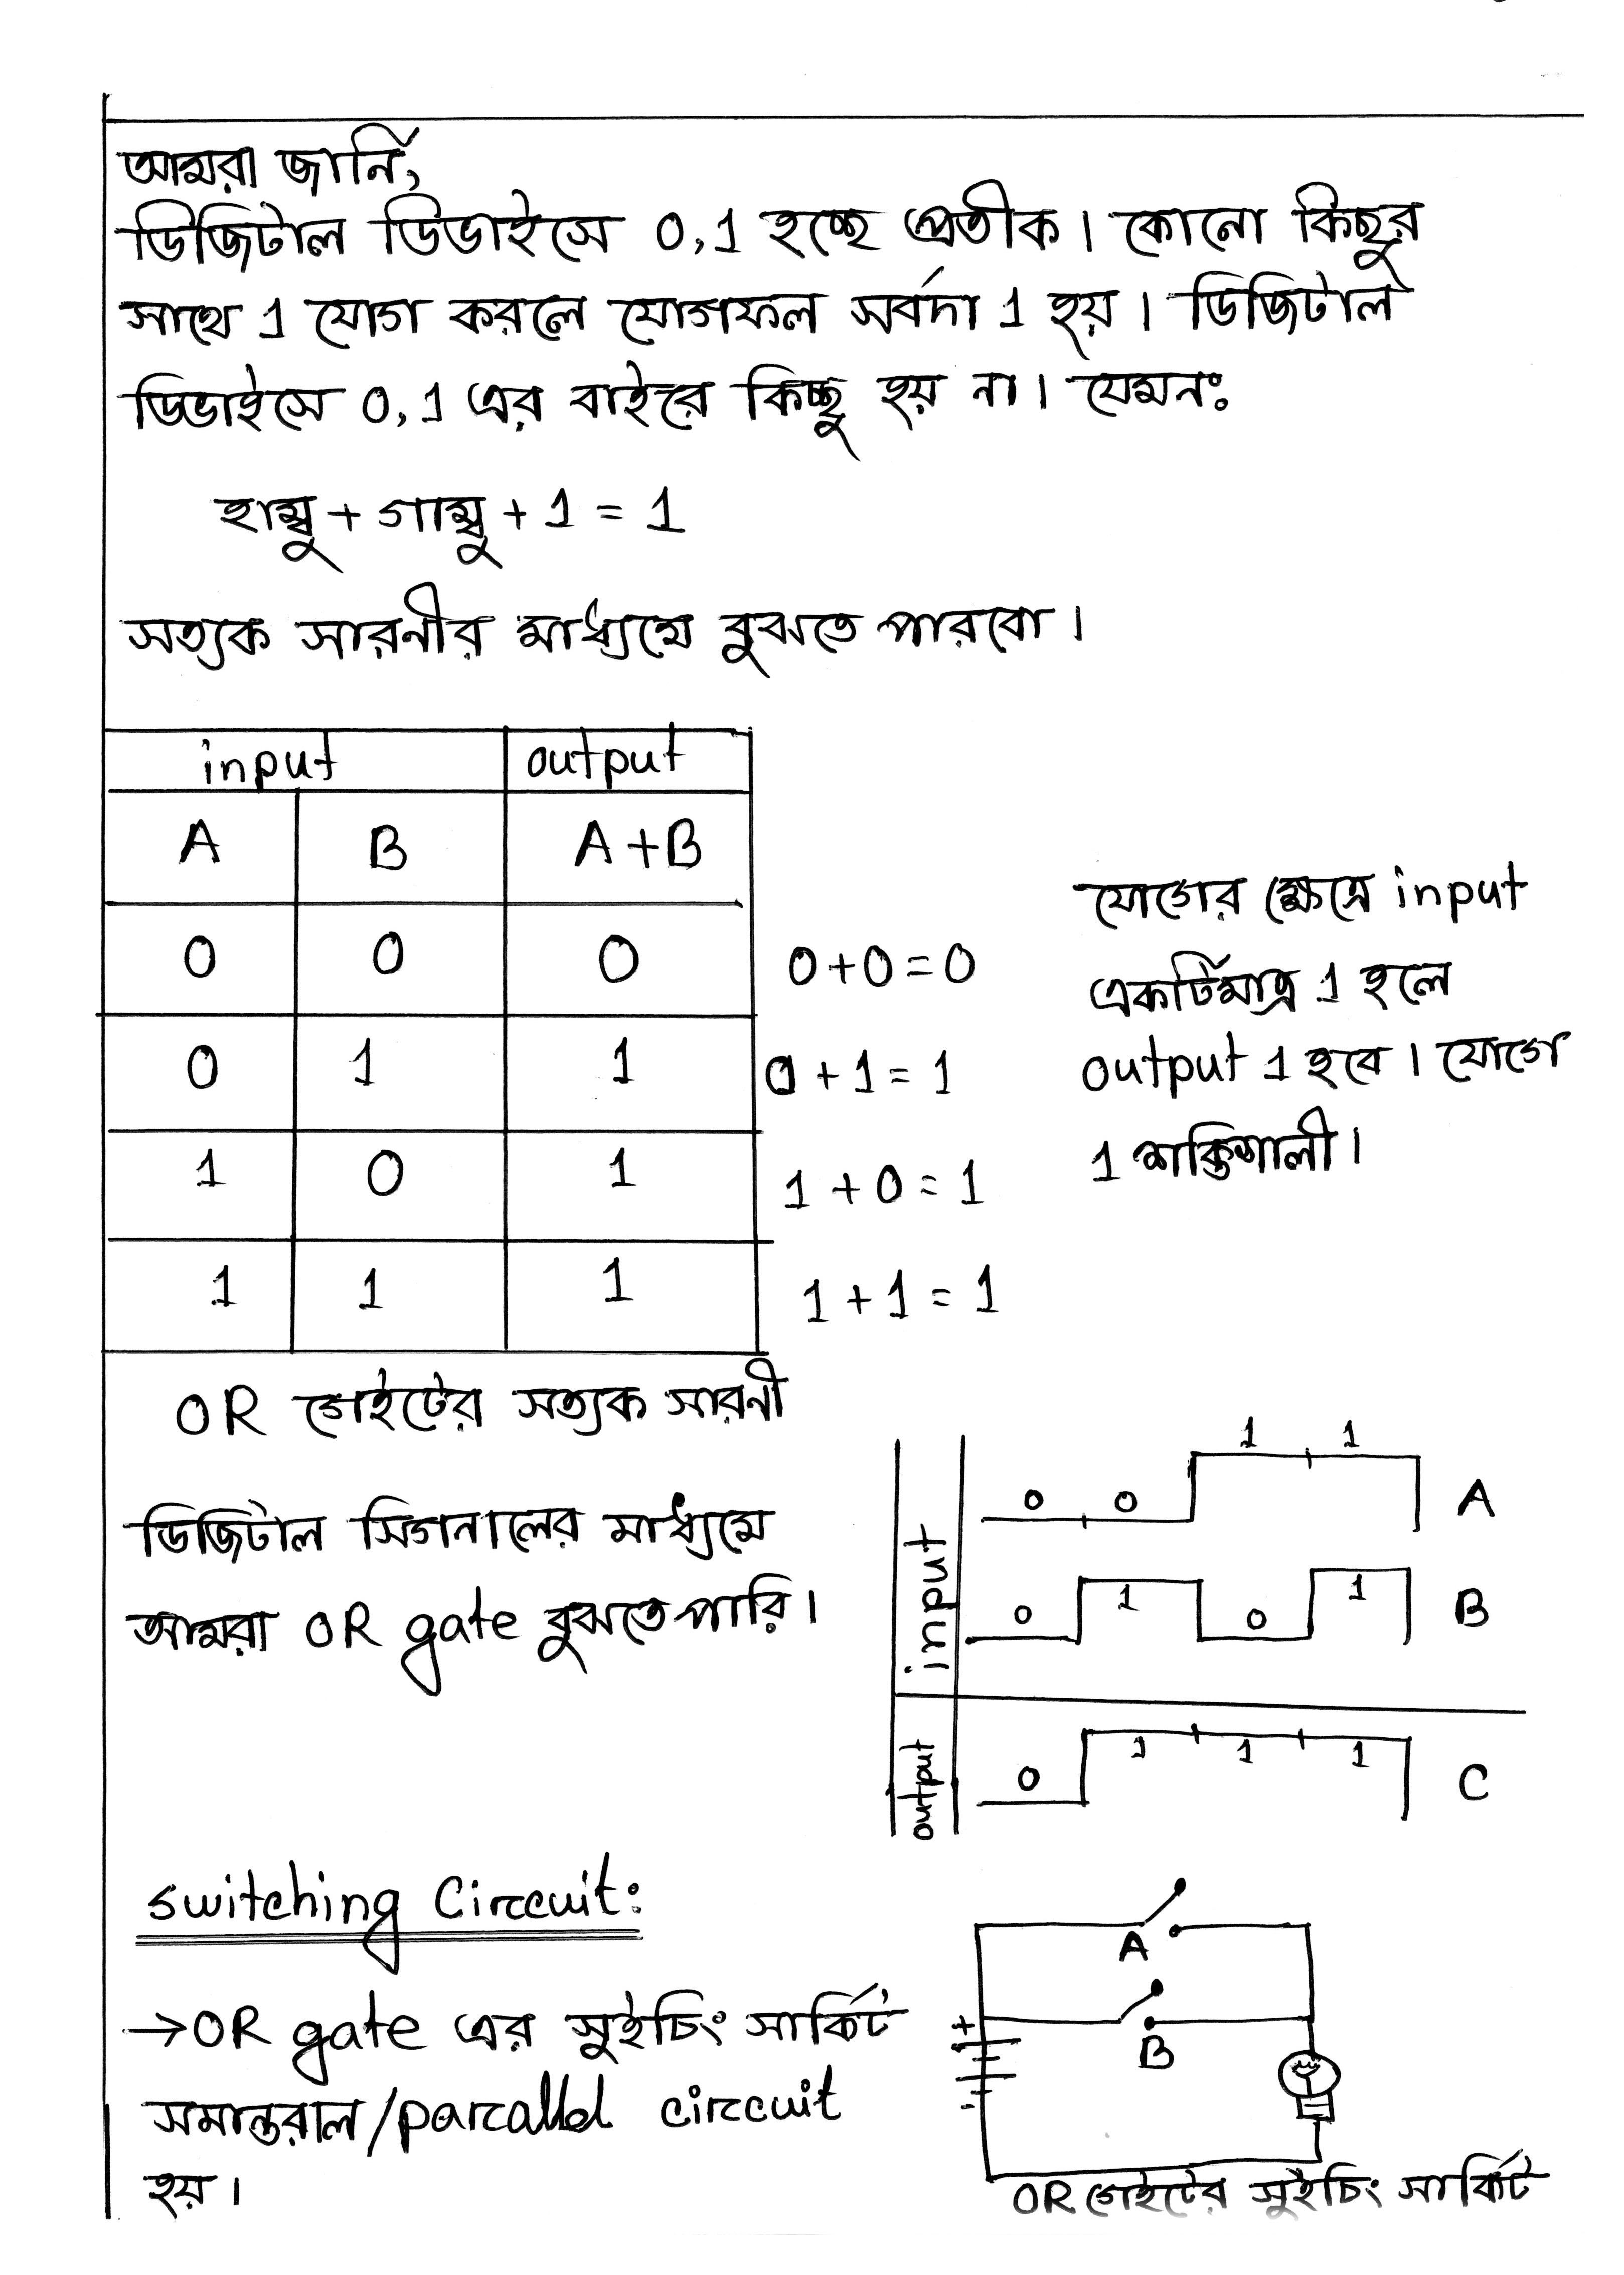 আমরা জানি,
ডিজিটাল ডিভাইসে 0,1 হচ্ছে প্রতীক। কোনো কিছুর
সাথে 1 যোগ করলে যোগফল সর্বদা 1 হয়। ডিজিটাল
ডিভাইসে 0,1 এর বাইরে কিচ্ছু হয় না। যেমনঃ
হাম্বু + গাম্বু + 1 = 1
সত্যক সারনীর মাধ্যমে বুঝতে পারবো।
input output
A B A+B
0 0 0 0+0=0
0 1 1 0+1=1
1 0 1 1+0=1
1 1 1 1+1=1
যোগের ক্ষেত্রে input
একটিমাত্র 1 হলে
output 1 হবে। যোগে
1 শক্তিশালী।
OR গেইটের সত্যক সারনী
ডিজিটাল সিগনালের মাধ্যমে
আমরা OR gate বুঝতে পারি।
input
0 0 1 1 A
0 1 0 1 B
output
0 1 1 1 C
Switching Circuit:
→OR gate এর সুইচিং সার্কিট
সমান্তরাল/parallel circuit
হয়।
A
B
+
-
OR গেইটের সুইচিং সার্কিট